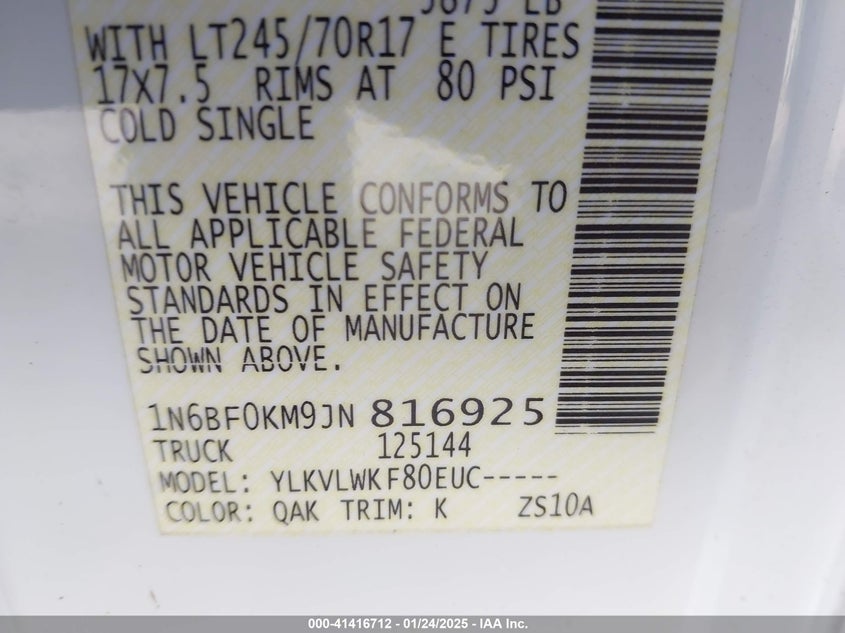 WITH LT245/70R17 E TIRES
17X7.5 RIMS AT 80 PSI
COLD SINGLE
THIS VEHICLE CONFORMS TO
ALL APPLICABLE FEDERAL
MOTOR VEHICLE SAFETY
STANDARDS IN EFFECT ON
THE DATE OF MANUFACTURE
SHOWN ABOVE.
1N6BF0KM9JN 816925
TRUCK 125144
MODEL: YLKVLWKF80EUC-----
COLOR: QAK TRIM: K ZS10A
000-41416712 - 01/24/2025 - IAA Inc.